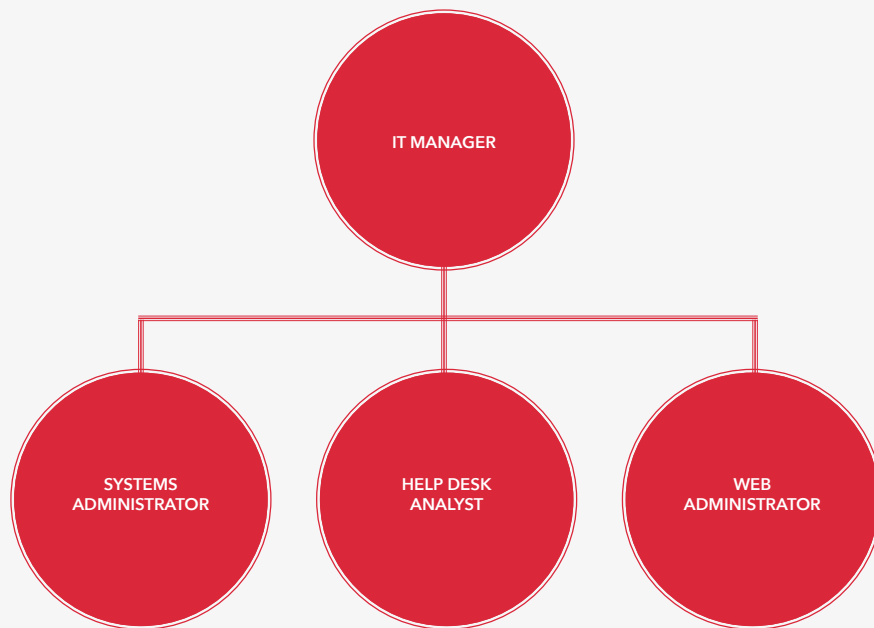 IT MANAGER
SYSTEMS
ADMINISTRATOR
HELP DESK
ANALYST
WEB
ADMINISTRATOR